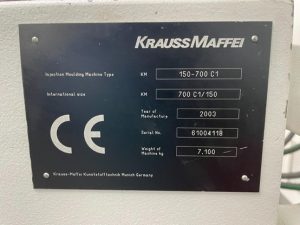 KRAUSSMAFFEI
Injection Moulding Machine Type KM 150-700 C1
International size KM 700 C1/150
Year of Manufacture 2003
Serial No. 61004118
Weight of Machine kg 7.100
CE
Krauss-Maffei Kunststofftechnik Munich Germany